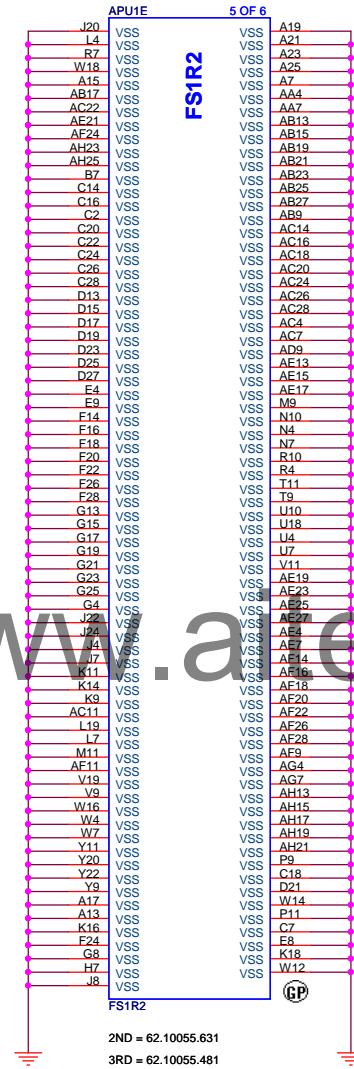 APU1E 5 OF 6
J20 VSS VSS A19
L4 VSS VSS A21
R7 VSS VSS A23
W18 VSS VSS A25
A15 VSS VSS A7
AB17 VSS VSS AA4
AC22 VSS VSS AA7
AE21 VSS VSS AB13
AF24 VSS VSS AB15
AH23 VSS VSS AB19
AH25 VSS VSS AB21
B7 VSS VSS AB23
C14 VSS VSS AB25
C16 VSS VSS AB27
C2 VSS VSS AB9
C20 VSS VSS AC14
C22 VSS VSS AC16
C24 VSS VSS AC18
C26 VSS VSS AC20
C28 VSS VSS AC24
D13 VSS VSS AC26
D15 VSS VSS AC28
D17 VSS VSS AC4
D19 VSS VSS AC7
D23 VSS VSS AD9
D25 VSS VSS AE13
D27 VSS VSS AE15
E4 VSS VSS AE17
E9 VSS VSS M9
F14 VSS VSS N10
F16 VSS VSS N4
F18 VSS VSS N7
F20 VSS VSS R10
F22 VSS VSS R4
F26 VSS VSS T11
F28 VSS VSS T9
G13 VSS VSS U10
G15 VSS VSS U18
G17 VSS VSS U4
G19 VSS VSS U7
G21 VSS VSS V11
G23 VSS VSS AE19
G25 VSS VSS AE23
G4 VSS VSS AE25
J22 VSS VSS AE27
J24 VSS VSS AE4
J4 VSS VSS AE7
J7 VSS VSS AF14
K11 VSS VSS AF16
K14 VSS VSS AF18
K9 VSS VSS AF20
AC11 VSS VSS AF22
L19 VSS VSS AF26
L7 VSS VSS AF28
M11 VSS VSS AF9
AF11 VSS VSS AG4
V19 VSS VSS AG7
V9 VSS VSS AH13
W16 VSS VSS AH15
W4 VSS VSS AH17
W7 VSS VSS AH19
Y11 VSS VSS AH21
Y20 VSS VSS P9
Y22 VSS VSS C18
Y9 VSS VSS D21
A17 VSS VSS W14
A13 VSS VSS P11
K16 VSS VSS C7
F24 VSS VSS E8
G8 VSS VSS K18
H7 VSS VSS W12
J8 VSS
FS1R2
GP
FS1R2
2ND = 62.10055.631
3RD = 62.10055.481